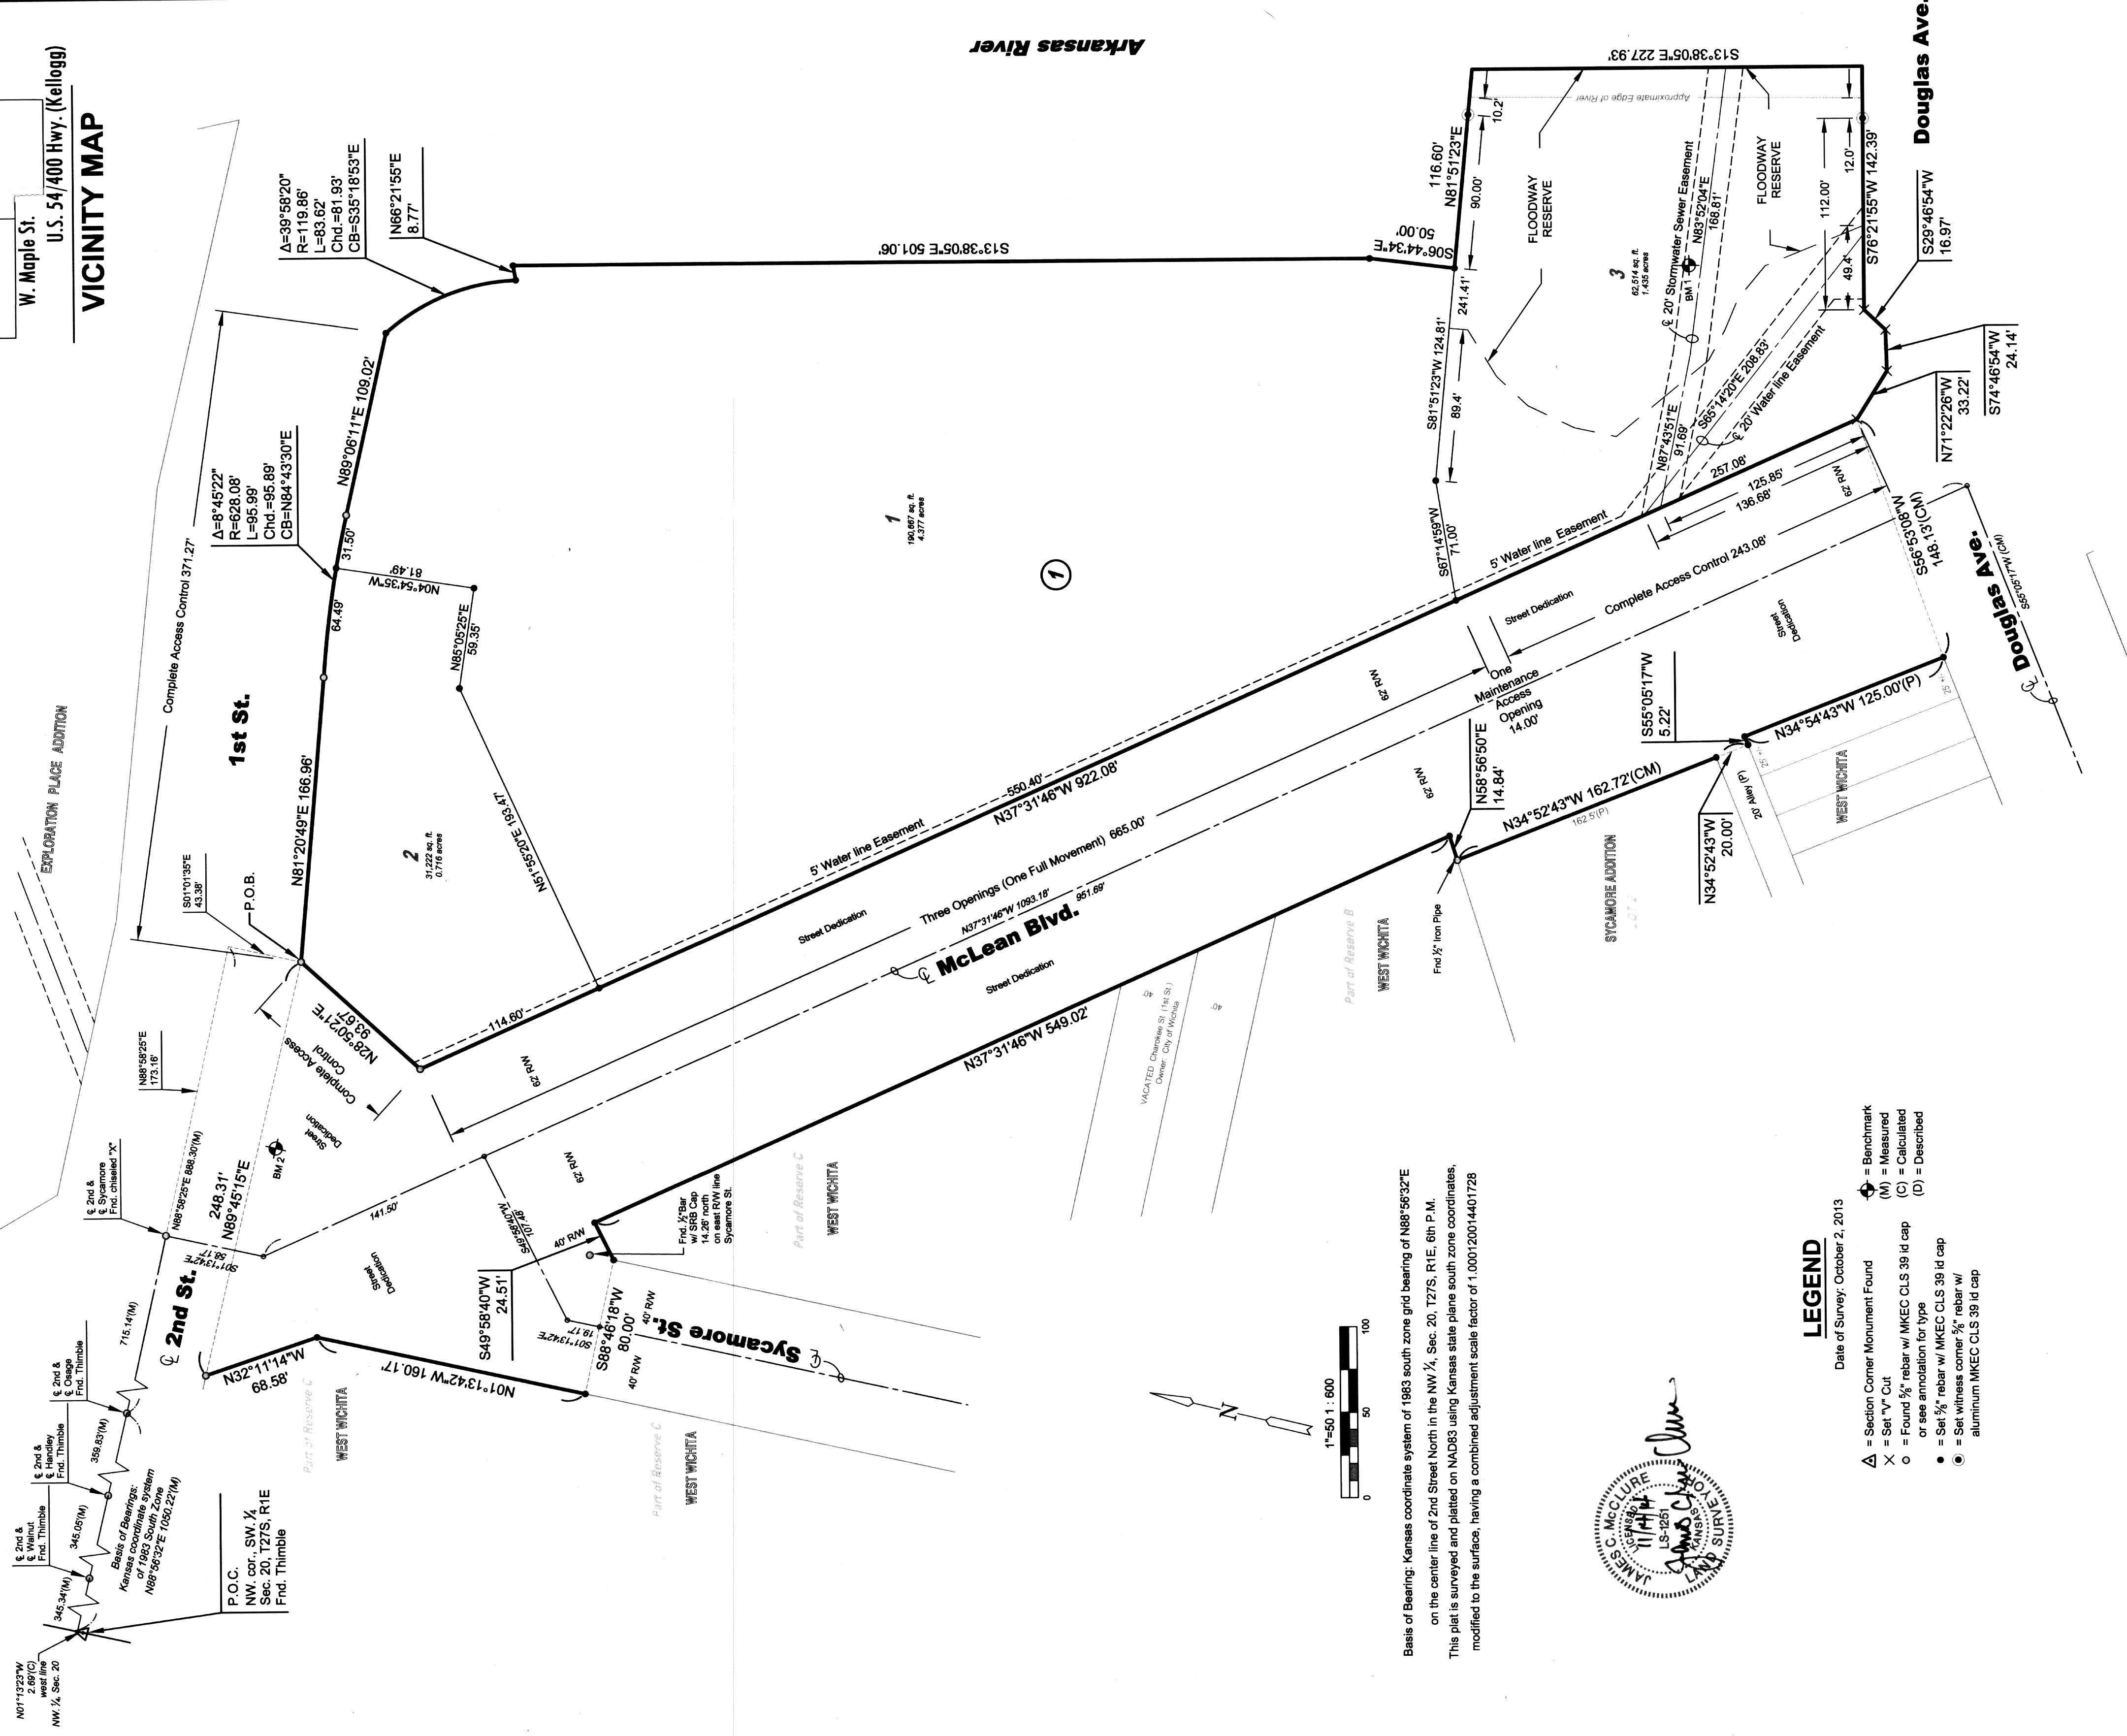 W. Maple St.
U.S. 54/400 Hwy. (Kellogg)
VICINITY MAP
Arkansas River
Δ=39°58'20"
R=119.86'
L=83.62'
Chd.=81.93'
CB=S35°18'53"E
N66°21'55"E
8.77'
S13°38'05"E 501.06'
S06°44'34"E
50.00'
116.60'
N81°51'23"E
90.00'
10.2'
S13°38'05"E 227.93'
Approximate Edge of River
FLOODWAY
RESERVE
FLOODWAY
RESERVE
3
62,514 sq. ft.
1.435 acres
℄ 20' Stormwater Sewer Easement
BM 1
N83°52'04"E
168.81'
112.00'
12.0'
49.4'
S76°21'55"W 142.39'
Douglas Ave.
S29°46'54"W
16.97'
S74°46'54"W
24.14'
N71°22'26"W
33.22'
241.41'
S81°51'23"W 124.81'
89.4'
S67°14'59"W
71.00'
N87°43'51"E
91.69'
S65°14'20"E 208.83'
℄ 20' Water line Easement
257.08'
125.85'
136.68'
62' R/W
5' Water line Easement
Complete Access Control 243.08'
Street Dedication
Street
Dedication
S56°53'08"W
148.13'(CM)
Douglas Ave.
S55°05'17"W (CM)
℄
Complete Access Control 371.27'
EXPLORATION PLACE ADDITION
1st St.
Δ=8°45'22"
R=628.08'
L=95.99'
Chd.=95.89'
CB=N84°43'30"E
N89°06'11"E 109.02'
31.50'
64.49'
N04°54'35"W
81.49'
N85°05'25"E
59.35'
N81°20'49"E 166.96'
N51°55'20"E 193.47'
1
190,667 sq. ft.
4.377 acres
1
2
31,222 sq. ft.
0.716 acres
S01°01'35"E
43.38'
P.O.B.
N28°50'21"E
93.67'
Complete Access
Control
114.60'
5' Water line Easement
550.40'
N37°31'46"W 922.08'
Street Dedication
Three Openings (One Full Movement) 665.00'
N37°31'46"W 1093.18'
951.69'
℄ McLean Blvd.
Street Dedication
62' R/W
62' R/W
One
Maintenance
Access
Opening
14.00'
62' R/W
N37°31'46"W 549.02'
N58°56'50"E
14.84'
Fnd ½" Iron Pipe
N34°52'43"W 162.72'(CM)
162.5'(P)
S55°05'17"W
5.22'
N34°54'43"W 125.00'(P)
N34°52'43"W
20.00'
20' Alley (P)
WEST WICHITA
SYCAMORE ADDITION
Part of Reserve B
WEST WICHITA
VACATED Charokee St. (1st St.)
Owner: City of Wichita
40'
40'
N88°58'25"E
173.16'
℄ 2nd &
℄ Sycamore
Fnd. chiseled "X"
N88°58'25"E 888.30'(M)
248.31'
N89°45'15"E
BM 2
Street
Dedication
S01°13'42"E
58.17'
141.50'
Street
Dedication
62' R/W
S49°58'40"W
107.48'
40' R/W
Fnd. ½"Bar
w/ SRB Cap
14.26' north
on east R/W line
Sycamore St.
S49°58'40"W
24.51'
S01°13'42"E
19.17'
S88°46'18"W
80.00'
40' R/W
40' R/W
Sycamore St.
℄
Part of Reserve C
WEST WICHITA
℄ 2nd St.
N32°11'14"W
68.58'
N01°13'42"W 160.17'
Part of Reserve C
WEST WICHITA
Part of Reserve C
WEST WICHITA
715.14'(M)
℄ 2nd &
℄ Osage
Fnd. Thimble
359.83'(M)
℄ 2nd &
℄ Handley
Fnd. Thimble
345.05'(M)
℄ 2nd &
℄ Walnut
Fnd. Thimble
345.34'(M)
Basis of Bearings:
Kansas coordinate system
of 1983 South Zone
N88°56'32"E 1050.22'(M)
P.O.C.
NW. cor., SW. ¼
Sec. 20, T27S, R1E
Fnd. Thimble
N01°13'23"W
2.69'(C)
west line
NW. ¼, Sec. 20
N
1"=50 1 : 600
0
50
100
Basis of Bearing: Kansas coordinate system of 1983 south zone grid bearing of N88°56'32"E
on the center line of 2nd Street North in the NW ¼, Sec. 20, T27S, R1E, 6th P.M.
This plat is surveyed and platted on NAD83 using Kansas state plane south zone coordinates,
modified to the surface, having a combined adjustment scale factor of 1.00012001440​1728
JAMES C. McCLURE
LICENSED
LS-1251
KANSAS
LAND SURVEYOR
LEGEND
Date of Survey: October 2, 2013
= Section Corner Monument Found
= Set "V" Cut
= Found ⅝" rebar w/ MKEC CLS 39 id cap
or see annotation for type
= Set ⅝" rebar w/ MKEC CLS 39 id cap
= Set witness corner ⅝" rebar w/
aluminum MKEC CLS 39 id cap
= Benchmark
(M) = Measured
(C) = Calculated
(D) = Described